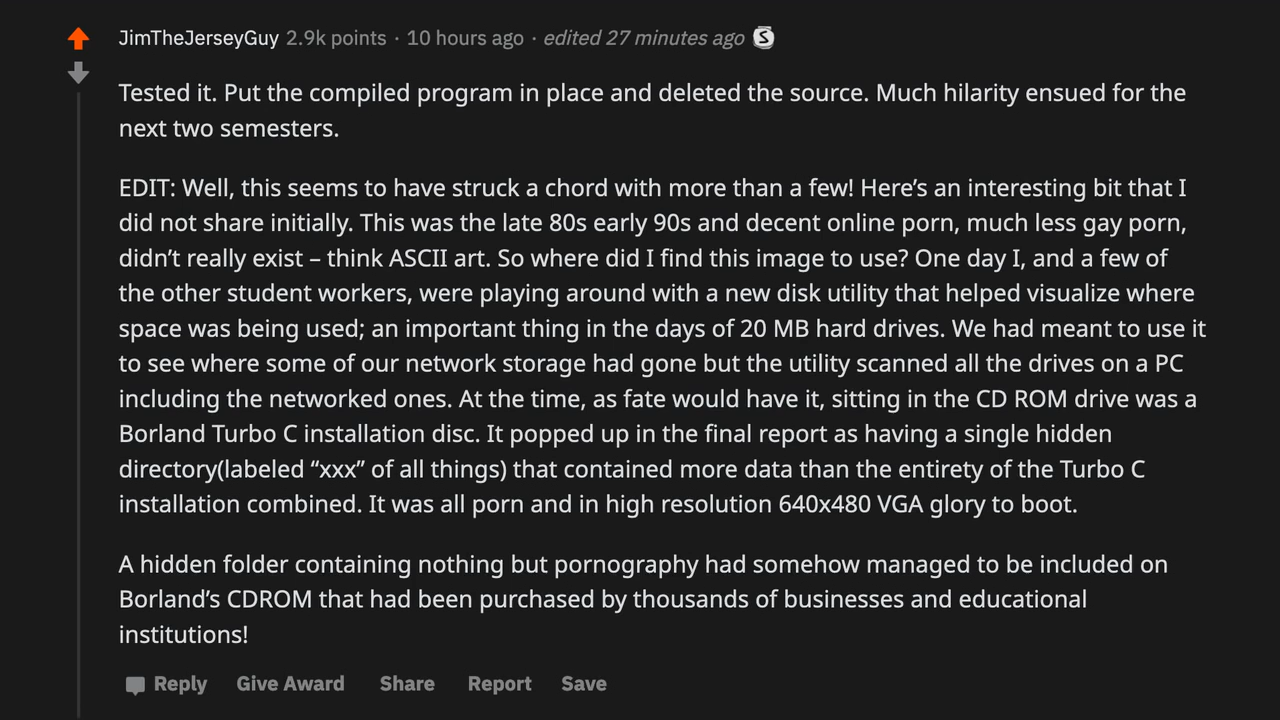 JimTheJerseyGuy 2.9k points · 10 hours ago · edited 27 minutes ago S
Tested it. Put the compiled program in place and deleted the source. Much hilarity ensued for the
next two semesters.
EDIT: Well, this seems to have struck a chord with more than a few! Here’s an interesting bit that I
did not share initially. This was the late 80s early 90s and decent online porn, much less gay porn,
didn’t really exist – think ASCII art. So where did I find this image to use? One day I, and a few of
the other student workers, were playing around with a new disk utility that helped visualize where
space was being used; an important thing in the days of 20 MB hard drives. We had meant to use it
to see where some of our network storage had gone but the utility scanned all the drives on a PC
including the networked ones. At the time, as fate would have it, sitting in the CD ROM drive was a
Borland Turbo C installation disc. It popped up in the final report as having a single hidden
directory(labeled “xxx” of all things) that contained more data than the entirety of the Turbo C
installation combined. It was all porn and in high resolution 640x480 VGA glory to boot.
A hidden folder containing nothing but pornography had somehow managed to be included on
Borland’s CDROM that had been purchased by thousands of businesses and educational
institutions!
Reply Give Award Share Report Save